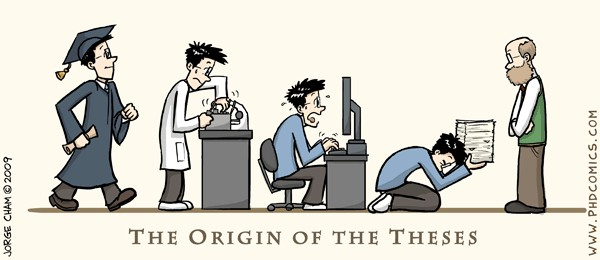 THE ORIGIN OF THE THESES
JORGE CHAM © 2009
WWW.PHDCOMICS.COM